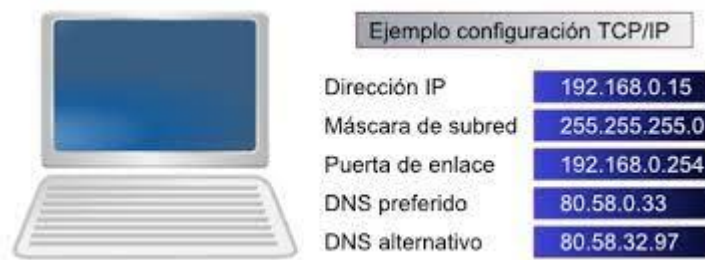 Ejemplo configuración TCP/IP
Dirección IP 192.168.0.15
Máscara de subred 255.255.255.0
Puerta de enlace 192.168.0.254
DNS preferido 80.58.0.33
DNS alternativo 80.58.32.97